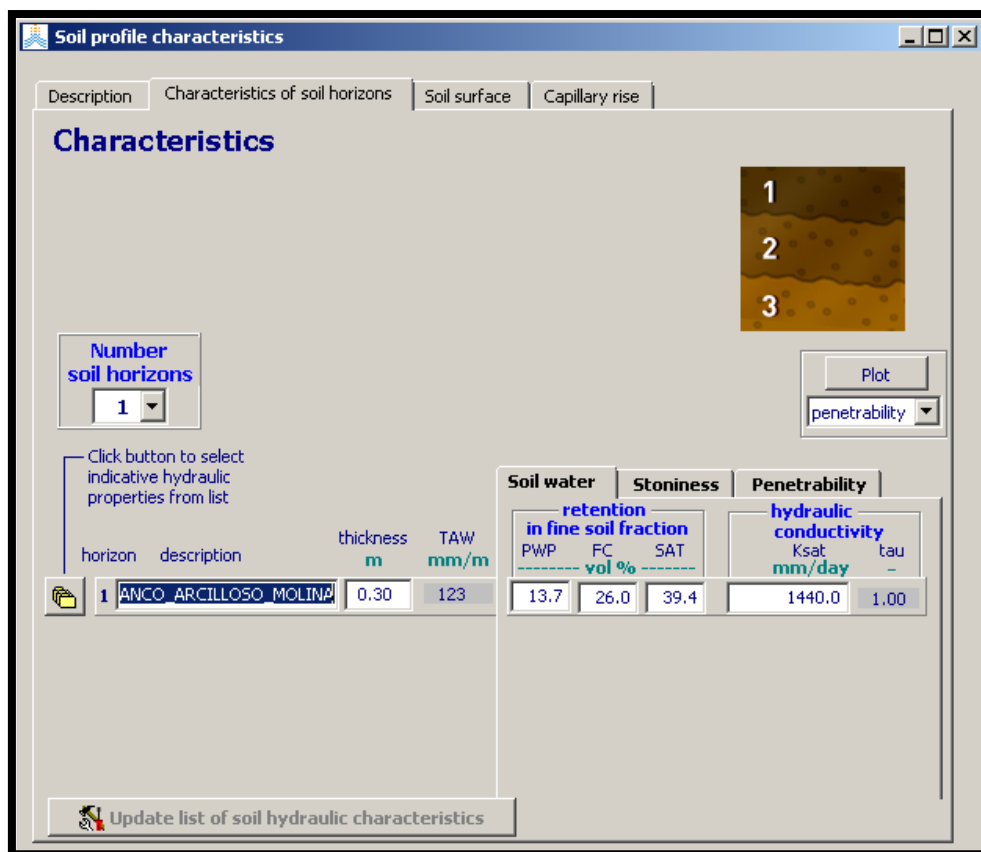 Soil profile characteristics
Description Characteristics of soil horizons Soil surface Capillary rise
Characteristics
1
2
3
Number
soil horizons
1
Plot
penetrability
Click button to select
indicative hydraulic
properties from list
Soil water Stoniness Penetrability
retention
in fine soil fraction
hydraulic
conductivity
horizon description thickness TAW PWP FC SAT Ksat tau
m mm/m -------- vol % ------- mm/day –
1 ANCO_ARCILLOSO_MOLINA 0.30 123 13.7 26.0 39.4 1440.0 1.00
Update list of soil hydraulic characteristics